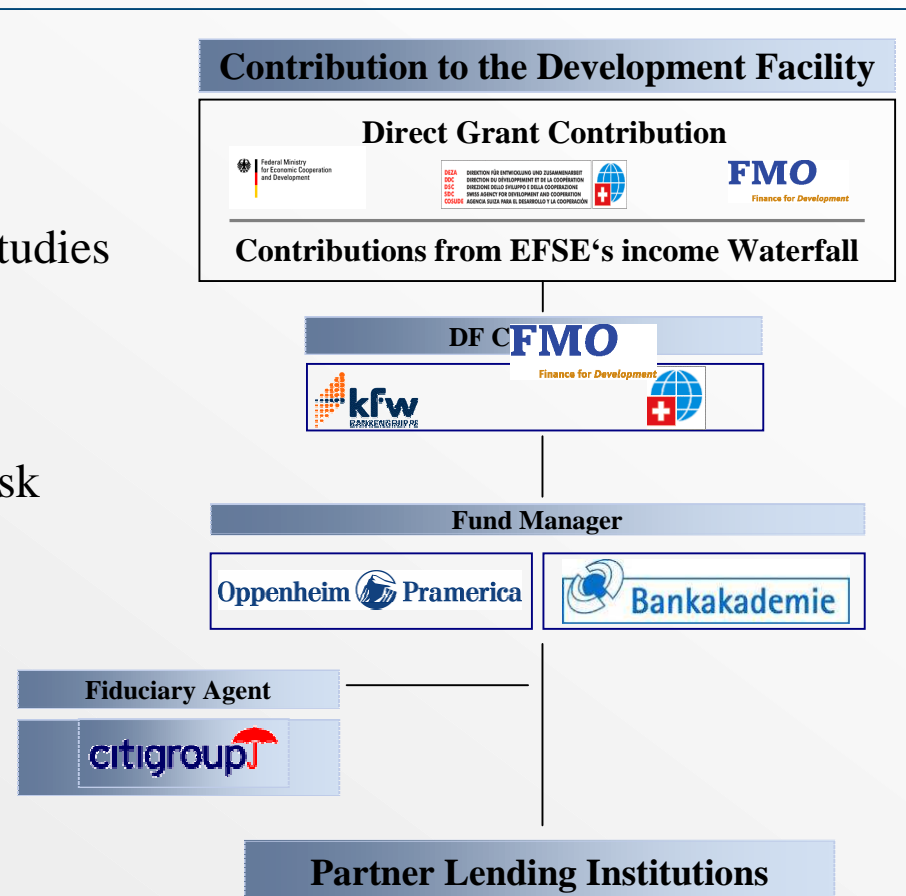 Contribution to the Development Facility
Direct Grant Contribution
Federal Ministry
for Economic Cooperation
and Development
DEZA DIREKTION FÜR ENTWICKLUNG UND ZUSAMMENARBEIT
DDC DIRECTION DU DÉVELOPPEMENT ET DE LA COOPÉRATION
DSC DIREZIONE DELLO SVILUPPO E DELLA COOPERAZIONE
SDC SWISS AGENCY FOR DEVELOPMENT AND COOPERATION
COSUDE AGENCIA SUIZA PARA EL DESARROLLO Y LA COOPERACIÓN
FMO
Finance for Development
tudies
Contributions from EFSE‘s income Waterfall
DF C
FMO
Finance for Development
kfw
sk
Fund Manager
Oppenheim Pramerica
Bankakademie
Fiduciary Agent
citigroup
Partner Lending Institutions